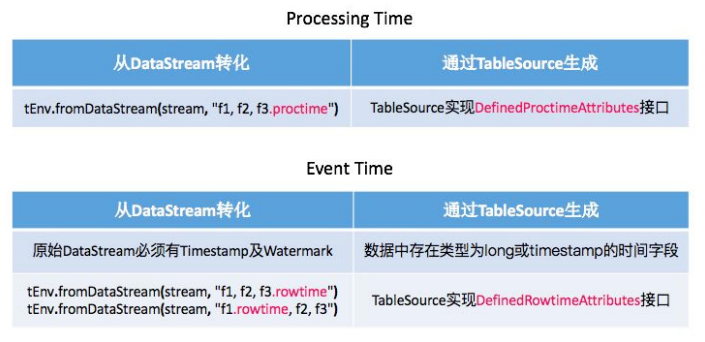 Processing Time
从DataStream转化
通过TableSource生成
tEnv.fromDataStream(stream, "f1, f2, f3.proctime")
TableSource实现DefinedProctimeAttributes接口
Event Time
从DataStream转化
通过TableSource生成
原始DataStream必须有Timestamp及Watermark
数据中存在类型为long或timestamp的时间字段
tEnv.fromDataStream(stream, "f1, f2, f3.rowtime")
tEnv.fromDataStream(stream, "f1.rowtime, f2, f3")
TableSource实现DefinedRowtimeAttributes接口